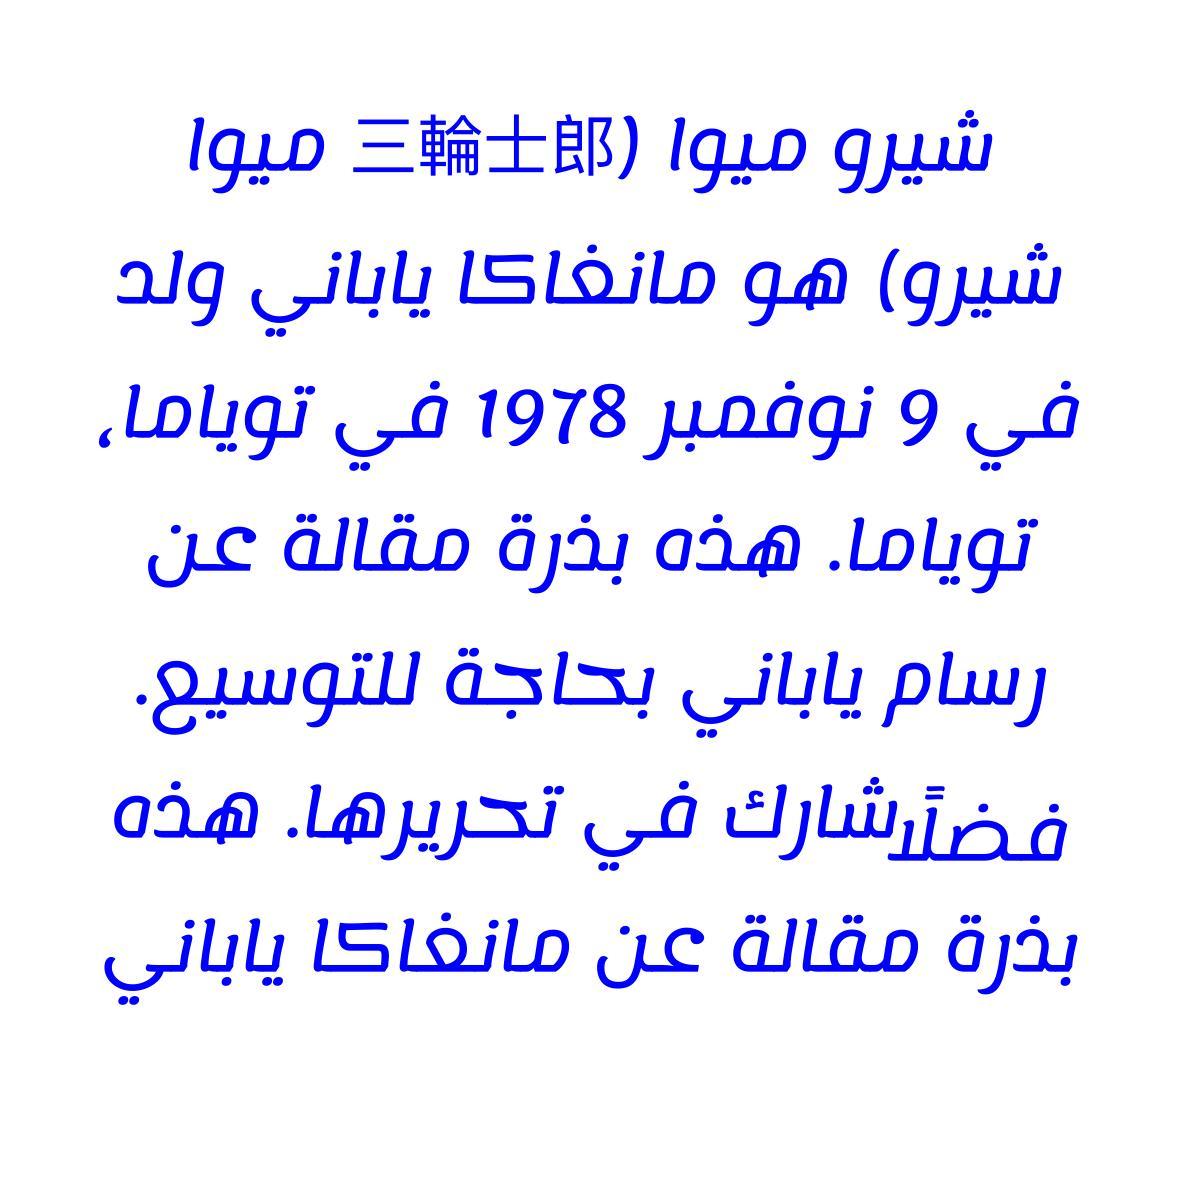 شيرو ميوا (三輪士郎 ميوا
شيرو) هو مانغاكا ياباني ولد
في 9 نوفمبر 1978 في توياما،
توياما. هذه بذرة مقالة عن
رسام ياباني بحاجة للتوسيع.
فضلًا شارك في تحريرها. هذه
بذرة مقالة عن مانغاكا ياباني